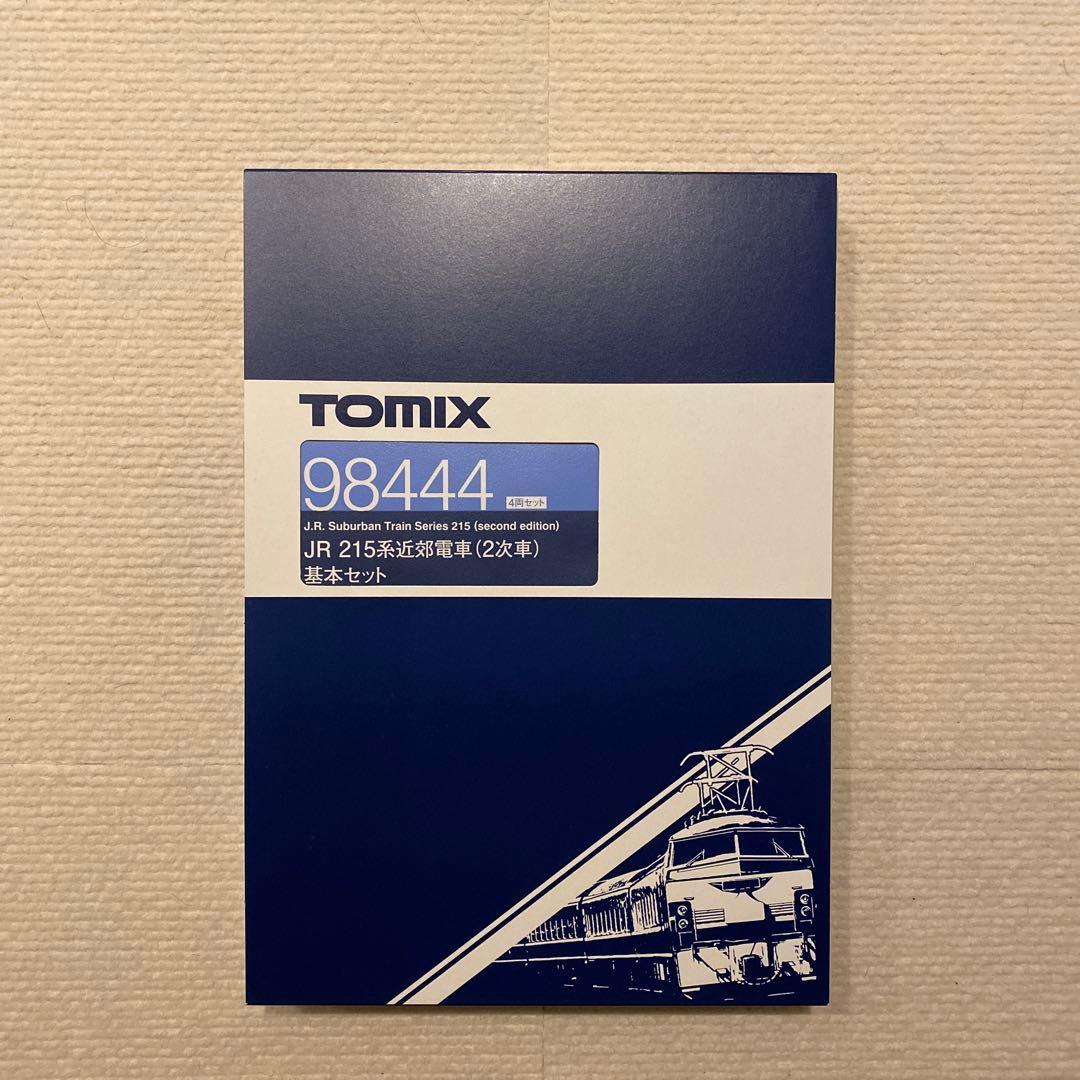 TOMIX
98444 4両セット
J.R. Suburban Train Series 215 (second edition)
JR 215系近郊電車(2次車)
基本セット